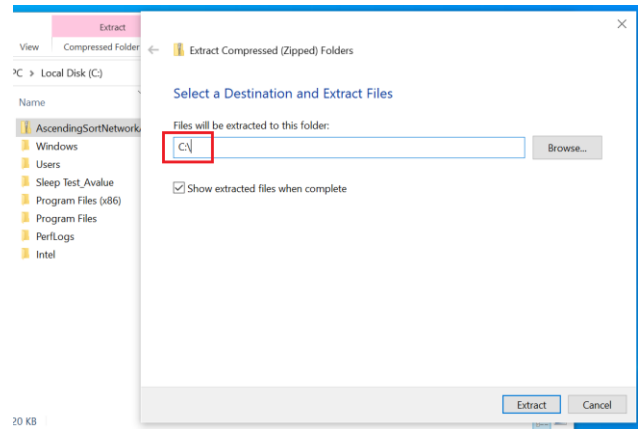 Extract
View Compressed Folder
PC > Local Disk (C:)
Name
AscendingSortNetwork
Windows
Users
Sleep Test_Avalue
Program Files (x86)
Program Files
PerfLogs
Intel
20 KB
Extract Compressed (Zipped) Folders
Select a Destination and Extract Files
Files will be extracted to this folder:
C:\
Browse...
Show extracted files when complete
Extract Cancel